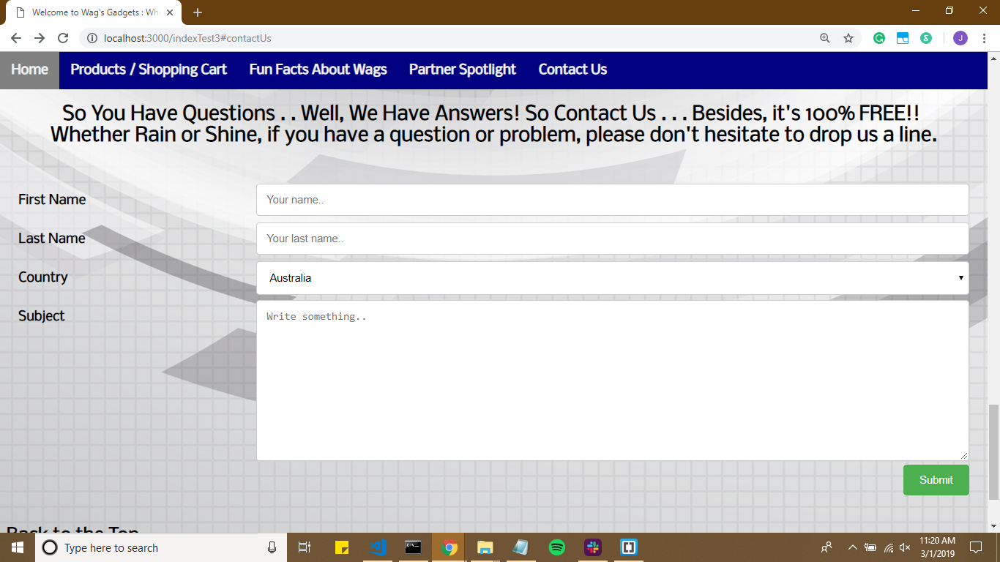 Welcome to Wag's Gadgets : Wh
localhost:3000/indexTest3#contactUs
J
Home
Products / Shopping Cart
Fun Facts About Wags
Partner Spotlight
Contact Us
So You Have Questions . . Well, We Have Answers! So Contact Us . . . Besides, it's 100% FREE!!
Whether Rain or Shine, if you have a question or problem, please don't hesitate to drop us a line.
First Name
Your name..
Last Name
Your last name..
Country
Australia
Subject
Write something..
Submit
Back to the Top
Type here to search
11:20 AM
3/1/2019